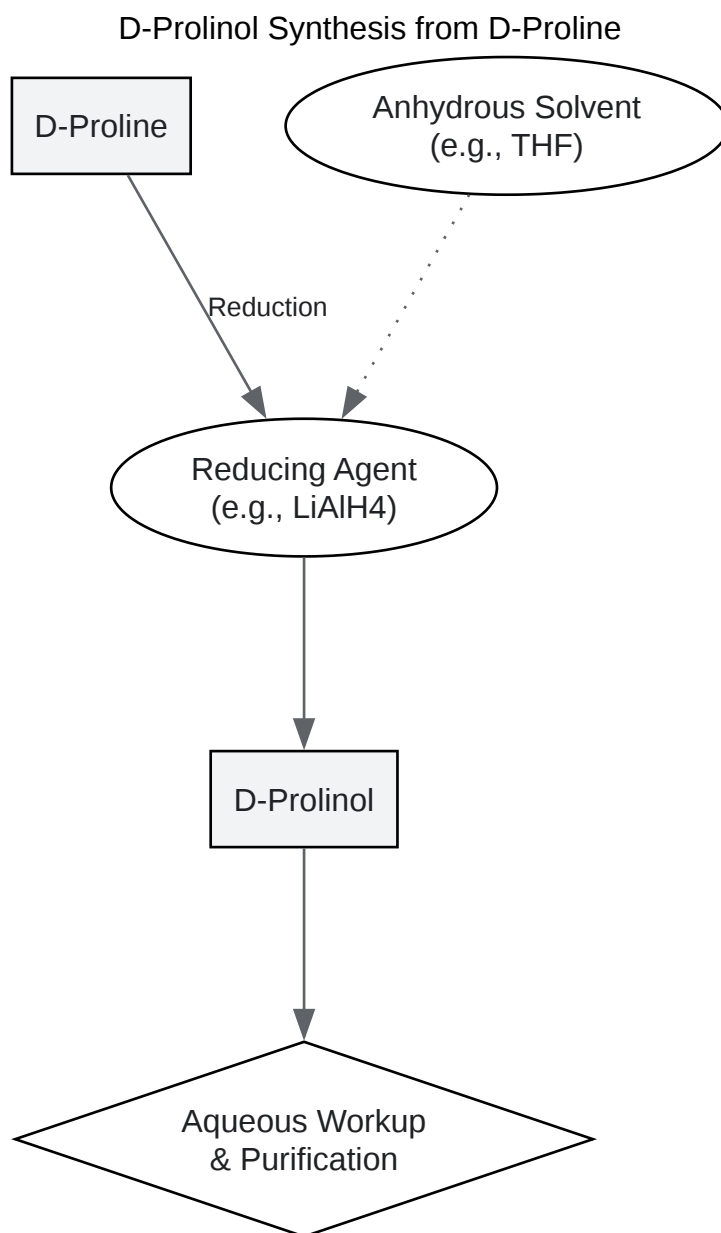 D-Prolinol Synthesis from D-Proline
D-Proline
Anhydrous Solvent
(e.g., THF)
Reduction
Reducing Agent
(e.g., LiAlH4)
D-Prolinol
Aqueous Workup
& Purification